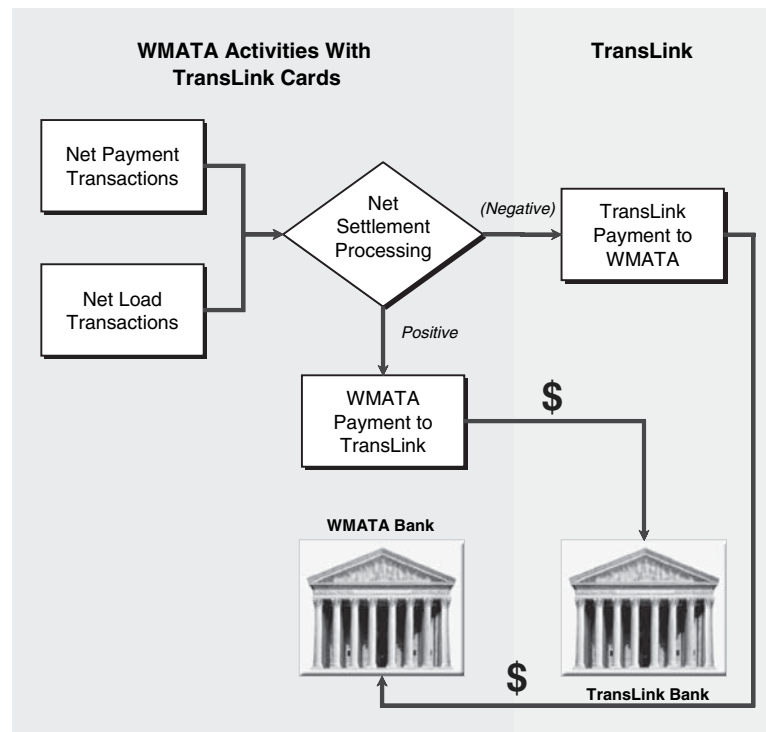 WMATA Activities With
TransLink Cards
TransLink
Net Payment
Transactions
Net Load
Transactions
Net
Settlement
Processing
(Negative)
TransLink
Payment to
WMATA
Positive
WMATA
Payment to
TransLink
$
WMATA Bank
$
TransLink Bank